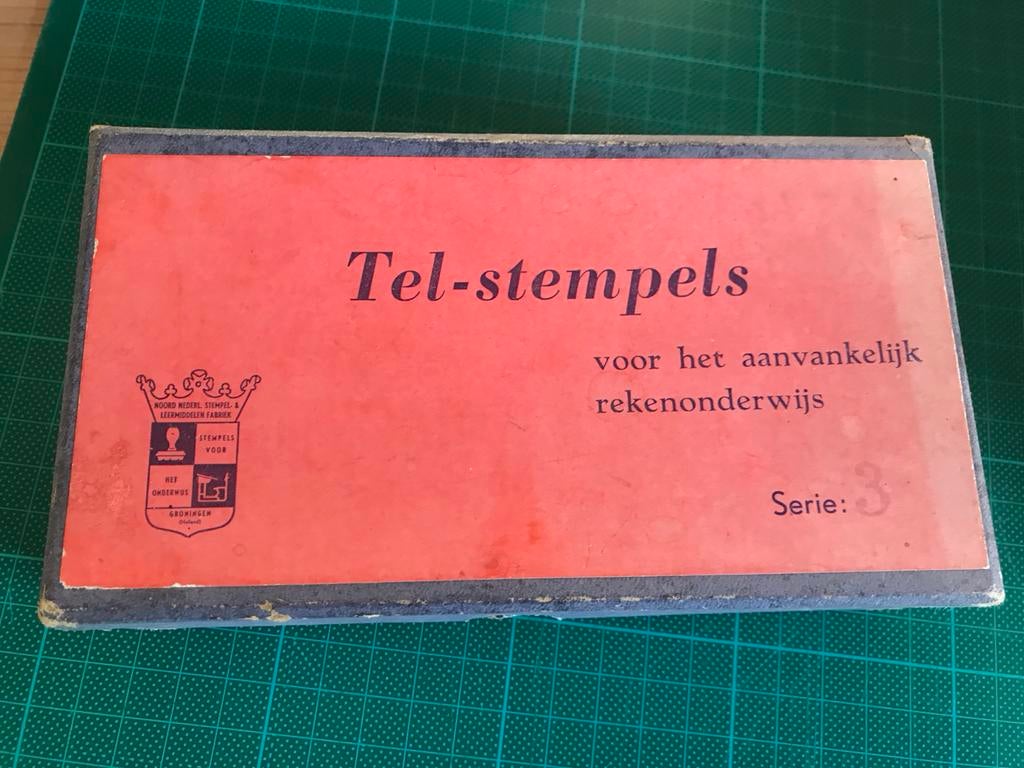 Tel-stempels
voor het aanvankelijk
rekenonderwijs
Serie: 3
NOORD NEDERL. STEMPEL- &
LEERMIDDELEN FABRIEK
STEMPELS
VOOR
HET
ONDERWIJS
GRONINGEN
(Holland)